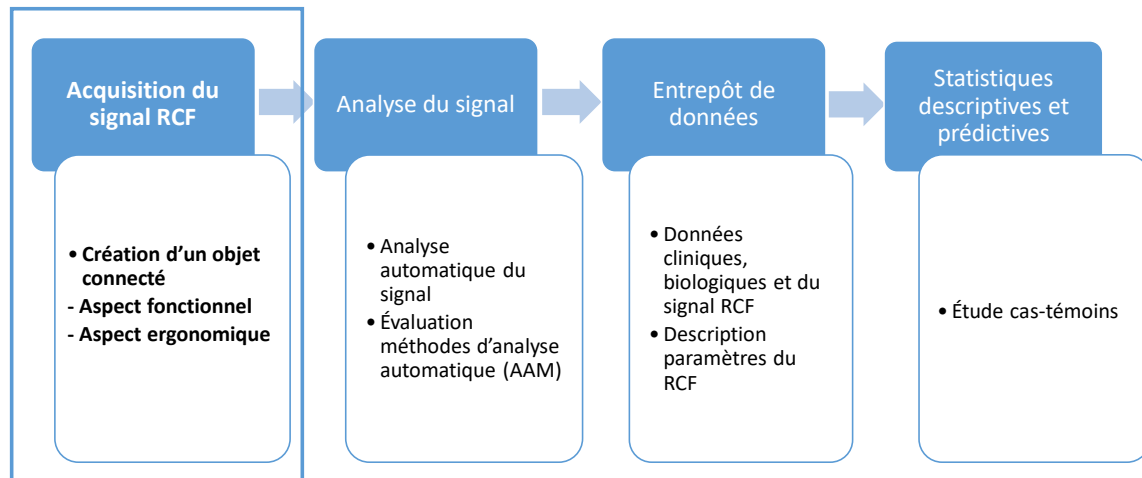 Acquisition du
signal RCF
• Création d’un objet
connecté
- Aspect fonctionnel
- Aspect ergonomique
Analyse du signal
• Analyse
automatique du
signal
• Évaluation
méthodes d’analyse
automatique (AAM)
Entrepôt de
données
• Données
cliniques,
biologiques et du
signal RCF
• Description
paramètres du
RCF
Statistiques
descriptives et
prédictives
• Étude cas-témoins